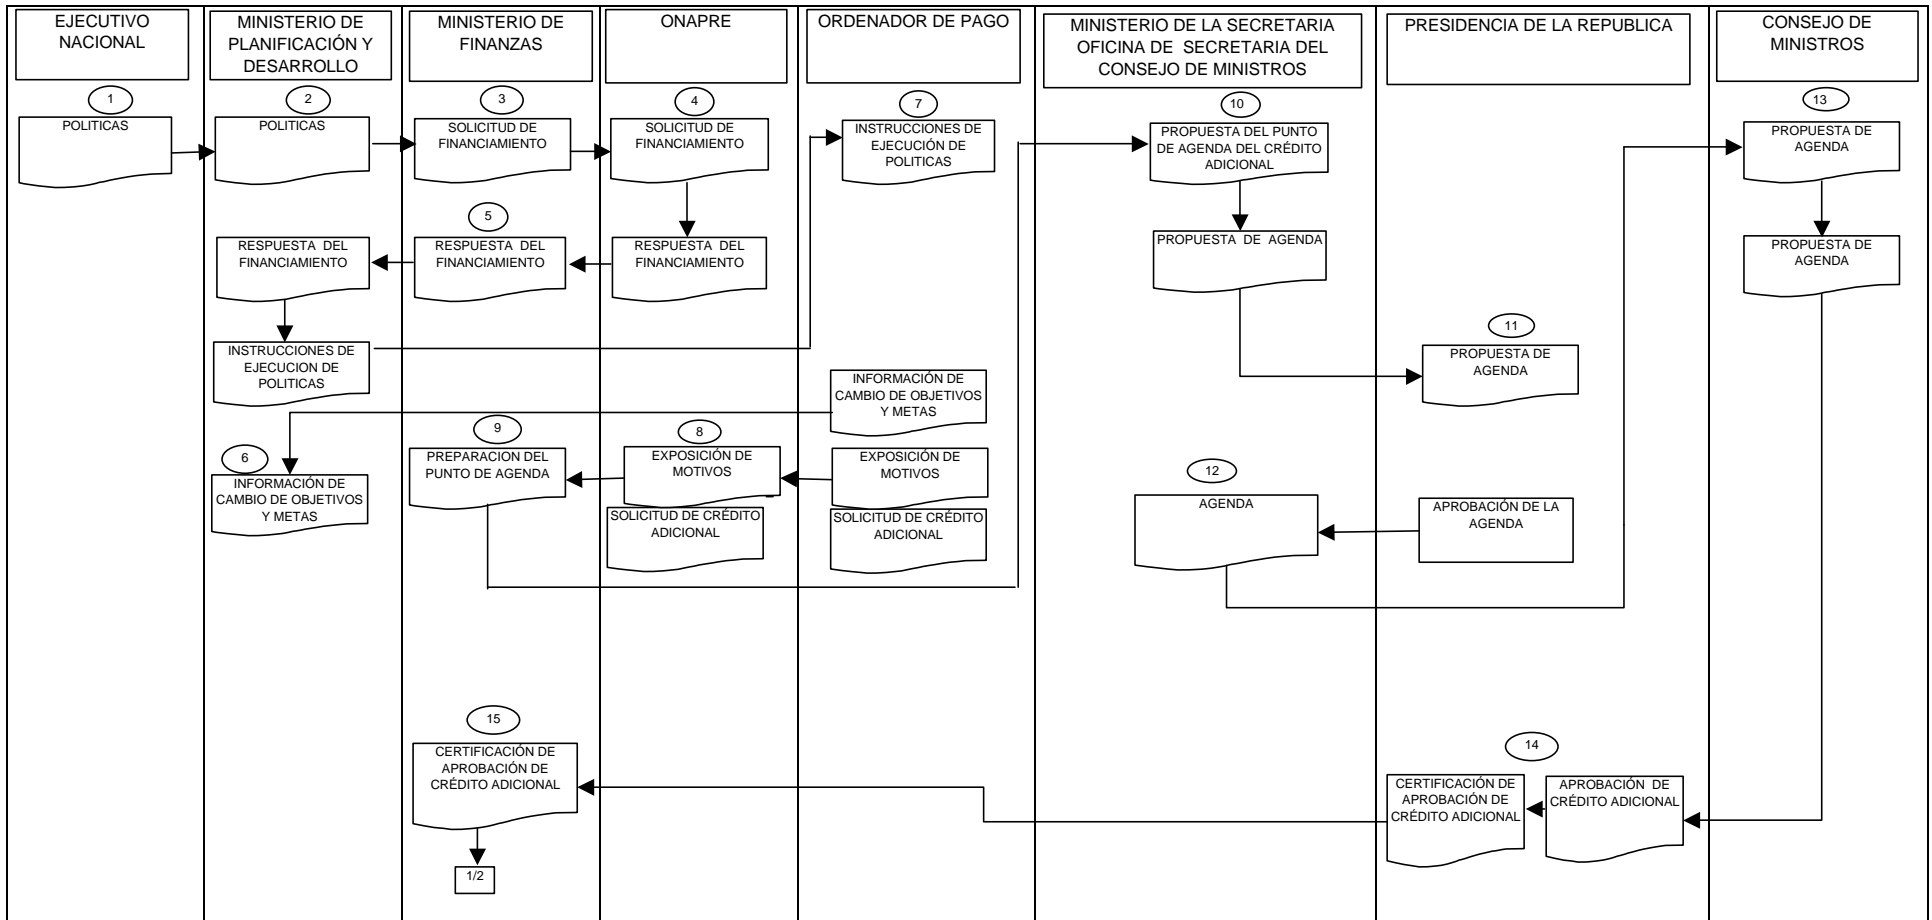 EJECUTIVO
NACIONAL
MINISTERIO DE
PLANIFICACIÓN Y
DESARROLLO
MINISTERIO DE
FINANZAS
ONAPRE
ORDENADOR DE PAGO
MINISTERIO DE LA SECRETARIA
OFICINA DE SECRETARIA DEL
CONSEJO DE MINISTROS
PRESIDENCIA DE LA REPUBLICA
CONSEJO DE
MINISTROS
1
POLITICAS
2
POLITICAS
3
SOLICITUD DE
FINANCIAMIENTO
4
SOLICITUD DE
FINANCIAMIENTO
7
INSTRUCCIONES DE
EJECUCIÓN DE
POLITICAS
10
PROPUESTA DEL PUNTO
DE AGENDA DEL CRÉDITO
ADICIONAL
13
PROPUESTA DE
AGENDA
RESPUESTA DEL
FINANCIAMIENTO
5
RESPUESTA DEL
FINANCIAMIENTO
RESPUESTA DEL
FINANCIAMIENTO
PROPUESTA DE AGENDA
PROPUESTA DE
AGENDA
INSTRUCCIONES DE
EJECUCION DE
POLITICAS
11
PROPUESTA DE
AGENDA
INFORMACIÓN DE
CAMBIO DE OBJETIVOS
Y METAS
6
INFORMACIÓN DE
CAMBIO DE OBJETIVOS
Y METAS
9
PREPARACION DEL
PUNTO DE AGENDA
8
EXPOSICIÓN DE
MOTIVOS
EXPOSICIÓN DE
MOTIVOS
SOLICITUD DE CRÉDITO
ADICIONAL
SOLICITUD DE CRÉDITO
ADICIONAL
12
AGENDA
APROBACIÓN DE LA
AGENDA
15
CERTIFICACIÓN DE
APROBACIÓN DE
CRÉDITO ADICIONAL
14
CERTIFICACIÓN DE
APROBACIÓN DE
CRÉDITO ADICIONAL
APROBACIÓN DE
CRÉDITO ADICIONAL
1/2